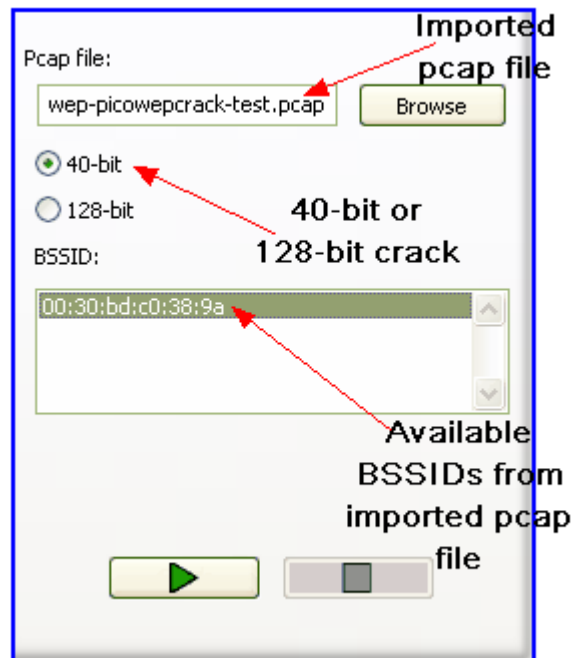 Imported
pcap file
Pcap file:
wep-picowepcrack-test.pcap
Browse
40-bit
128-bit
40-bit or
128-bit crack
BSSID:
00:30:bd:c0:38:9a
Available
BSSIDs from
imported pcap
file